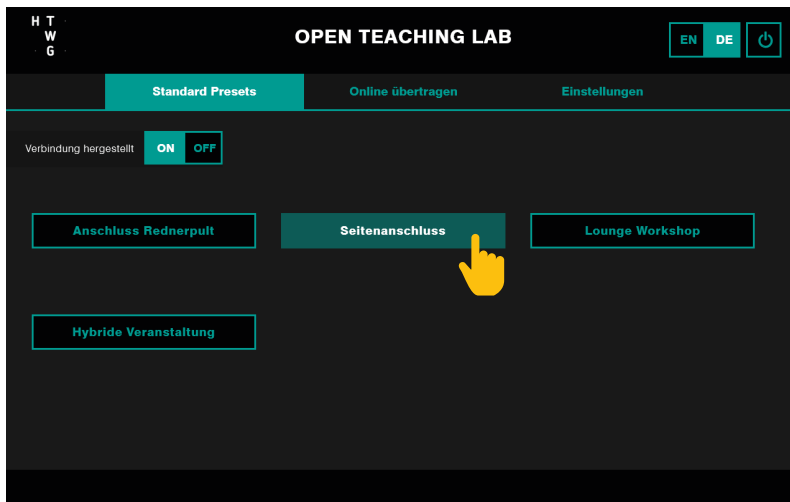 H T
W
G
OPEN TEACHING LAB
EN DE
Standard Presets Online übertragen Einstellungen
Verbindung hergestellt ON OFF
Anschluss Rednerpult Seitenanschluss Lounge Workshop
Hybride Veranstaltung